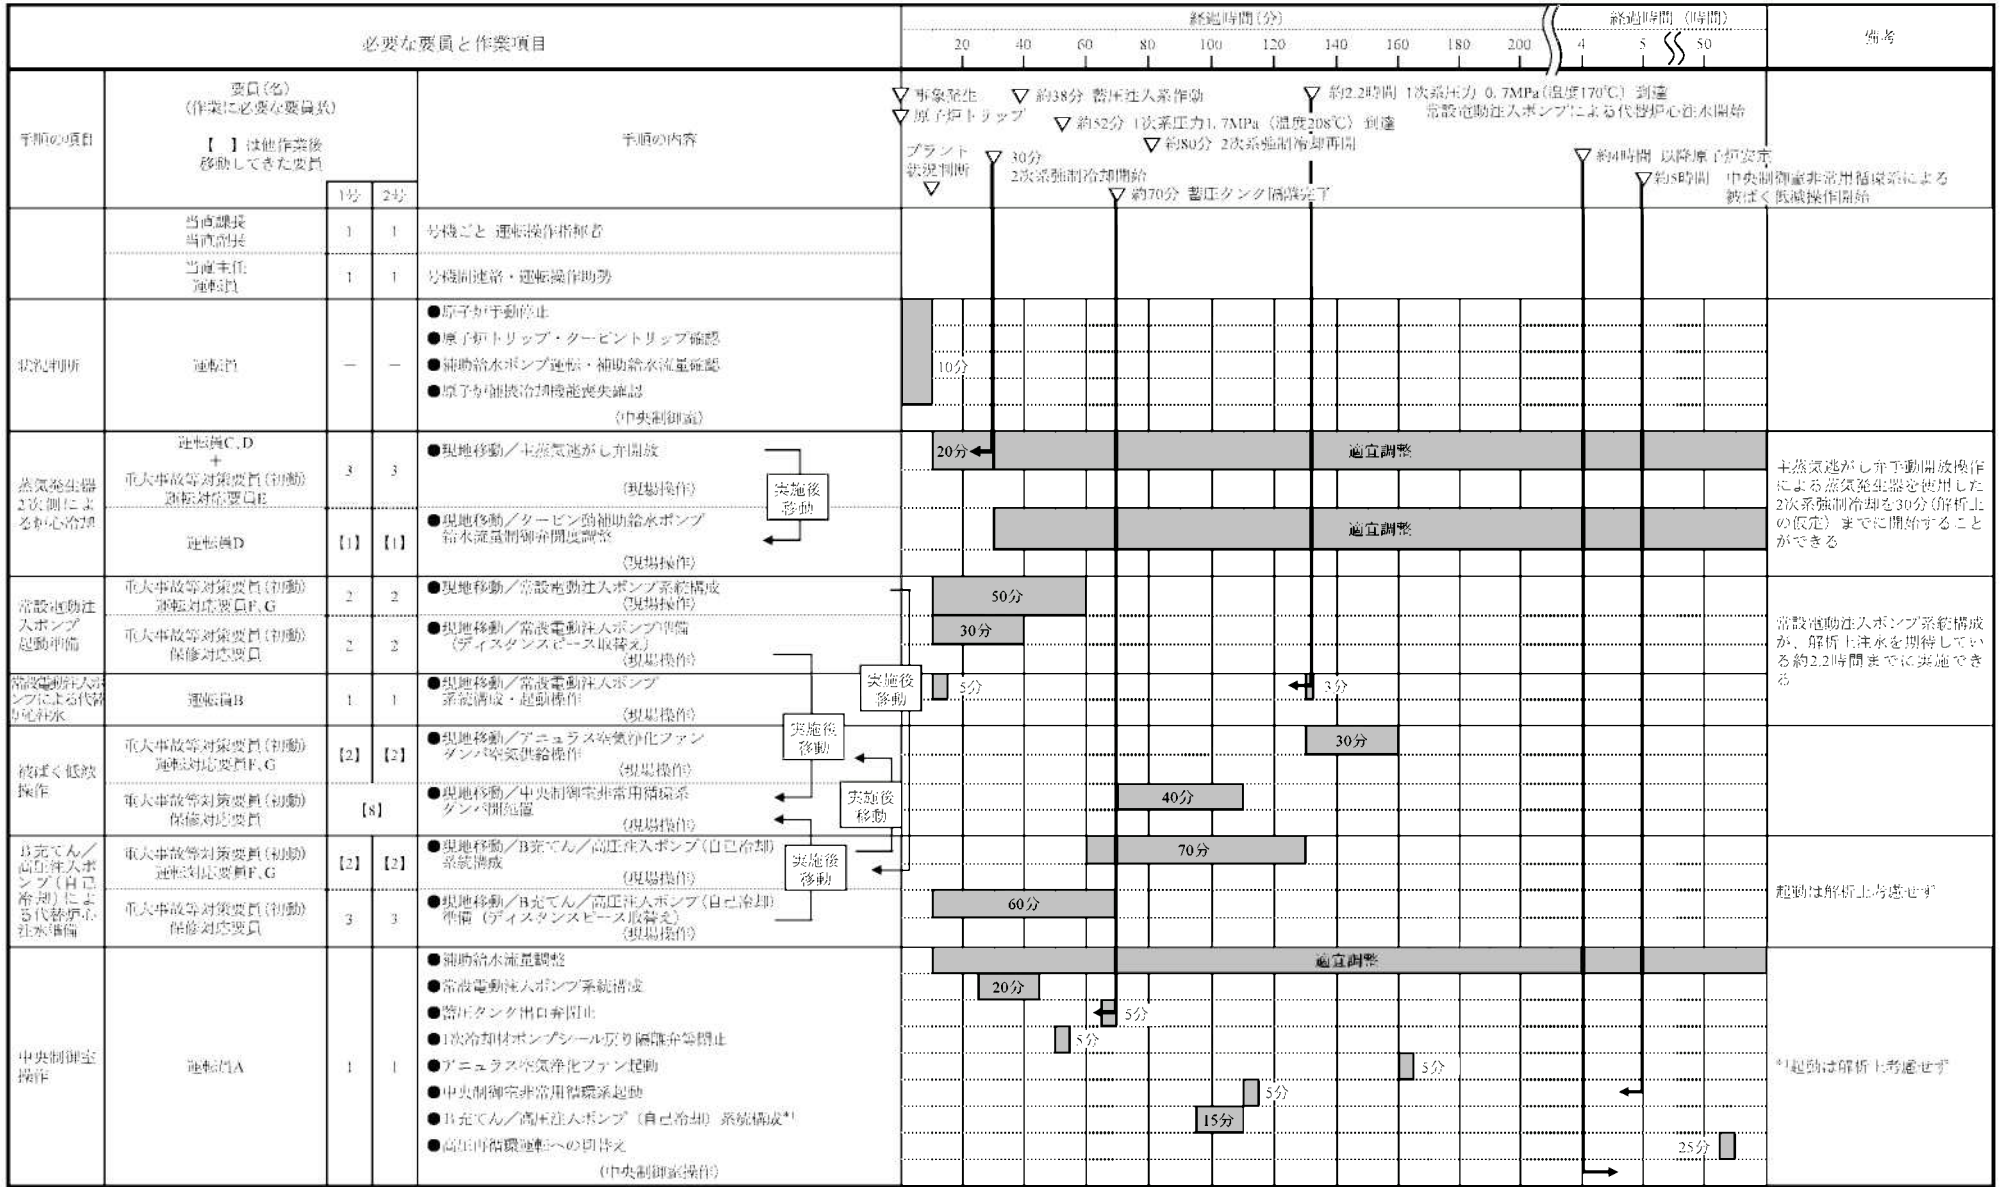 必要な要員と作業項目
経過時間(分)
経過時間 (時間)
備考
20 40 60 80 100 120 140 160 180 200 4 5 50
手順の項目
要員(名)
(作業に必要な要員数)
【 】は他作業後
移動してきた要員
1号 2号
手順の内容
事象発生
原子炉トリップ
プラント
状況判断
約38分 蓄圧注入系作動
約52分 1次系圧力1.7MPa (温度208℃) 到達
約80分 2次系強制冷却再開
30分
2次系強制冷却開始
約70分 蓄圧タンク隔離完了
約2.2時間 1次系圧力 0.7MPa(温度170℃) 到達
常設電動注入ポンプによる代替炉心注水開始
約4時間 以降原子炉安定
約5時間 中央制御室非常用循環系による
被ばく低減操作開始
当直課長
当直副長
1 1
号機ごと 運転操作指揮者
当直主任
運転員
1 1
号機間連絡・運転操作助勢
状況判断
運転員
－ －
●原子炉手動停止
●原子炉トリップ・タービントリップ確認
●補助給水ポンプ運転・補助給水流量確認
●原子炉補機冷却機能喪失確認
(中央制御室)
10分
蒸気発生器
2次側によ
る炉心冷却
運転員C,D
+
重大事故等対策要員(初動)
運転対応要員E
3 3
●現地移動／主蒸気逃がし弁開放
(現場操作)
実施後
移動
20分
適宜調整
運転員D
【1】 【1】
●現地移動／タービン動補助給水ポンプ
給水流量制御弁開度調整
(現場操作)
適宜調整
主蒸気逃がし弁手動開放操作
による蒸気発生器を使用した
2次系強制冷却を30分(解析上
の仮定) までに開始すること
ができる
常設電動注
入ポンプ
起動準備
重大事故等対策要員(初動)
運転対応要員F,G
2 2
●現地移動／常設電動注入ポンプ系統構成
(現場操作)
50分
重大事故等対策要員(初動)
保修対応要員
2 2
●現地移動／常設電動注入ポンプ準備
(ディスタンスピース取替え)
(現場操作)
30分
常設電動注入ポンプ系統構成
が、解析上注水を期待してい
る約2.2時間までに実施でき
る
常設電動注入ポ
ンプによる代替
炉心注水
運転員B
1 1
●現地移動／常設電動注入ポンプ
系統構成・起動操作
(現場操作)
実施後
移動
5分
3分
被ばく低減
操作
重大事故等対策要員(初動)
運転対応要員F,G
【2】 【2】
●現地移動／アニュラス空気浄化ファン
ダンパ空気供給操作
(現場操作)
実施後
移動
30分
重大事故等対策要員(初動)
保修対応要員
【8】
●現地移動／中央制御室非常用循環系
ダンパ開処置
(現場操作)
実施後
移動
40分
B充てん／
高圧注入ポ
ンプ(自己
冷却)によ
る代替炉心
注水準備
重大事故等対策要員(初動)
運転対応要員F,G
【2】 【2】
●現地移動／B充てん／高圧注入ポンプ(自己冷却)
系統構成
(現場操作)
実施後
移動
70分
重大事故等対策要員(初動)
保修対応要員
3 3
●現地移動／B充てん／高圧注入ポンプ(自己冷却)
準備 (ディスタンスピース取替え)
(現場操作)
60分
起動は解析上考慮せず
中央制御室
操作
運転員A
1 1
●補助給水流量調整
適宜調整
●常設電動注入ポンプ系統構成
20分
●蓄圧タンク出口弁閉止
5分
●1次冷却材ポンプシール戻り隔離弁等閉止
5分
●アニュラス空気浄化ファン起動
5分
●中央制御室非常用循環系起動
5分
●B充てん／高圧注入ポンプ (自己冷却) 系統構成*1
15分
●高圧再循環運転への切替え
25分
(中央制御室操作)
*1起動は解析上考慮せず